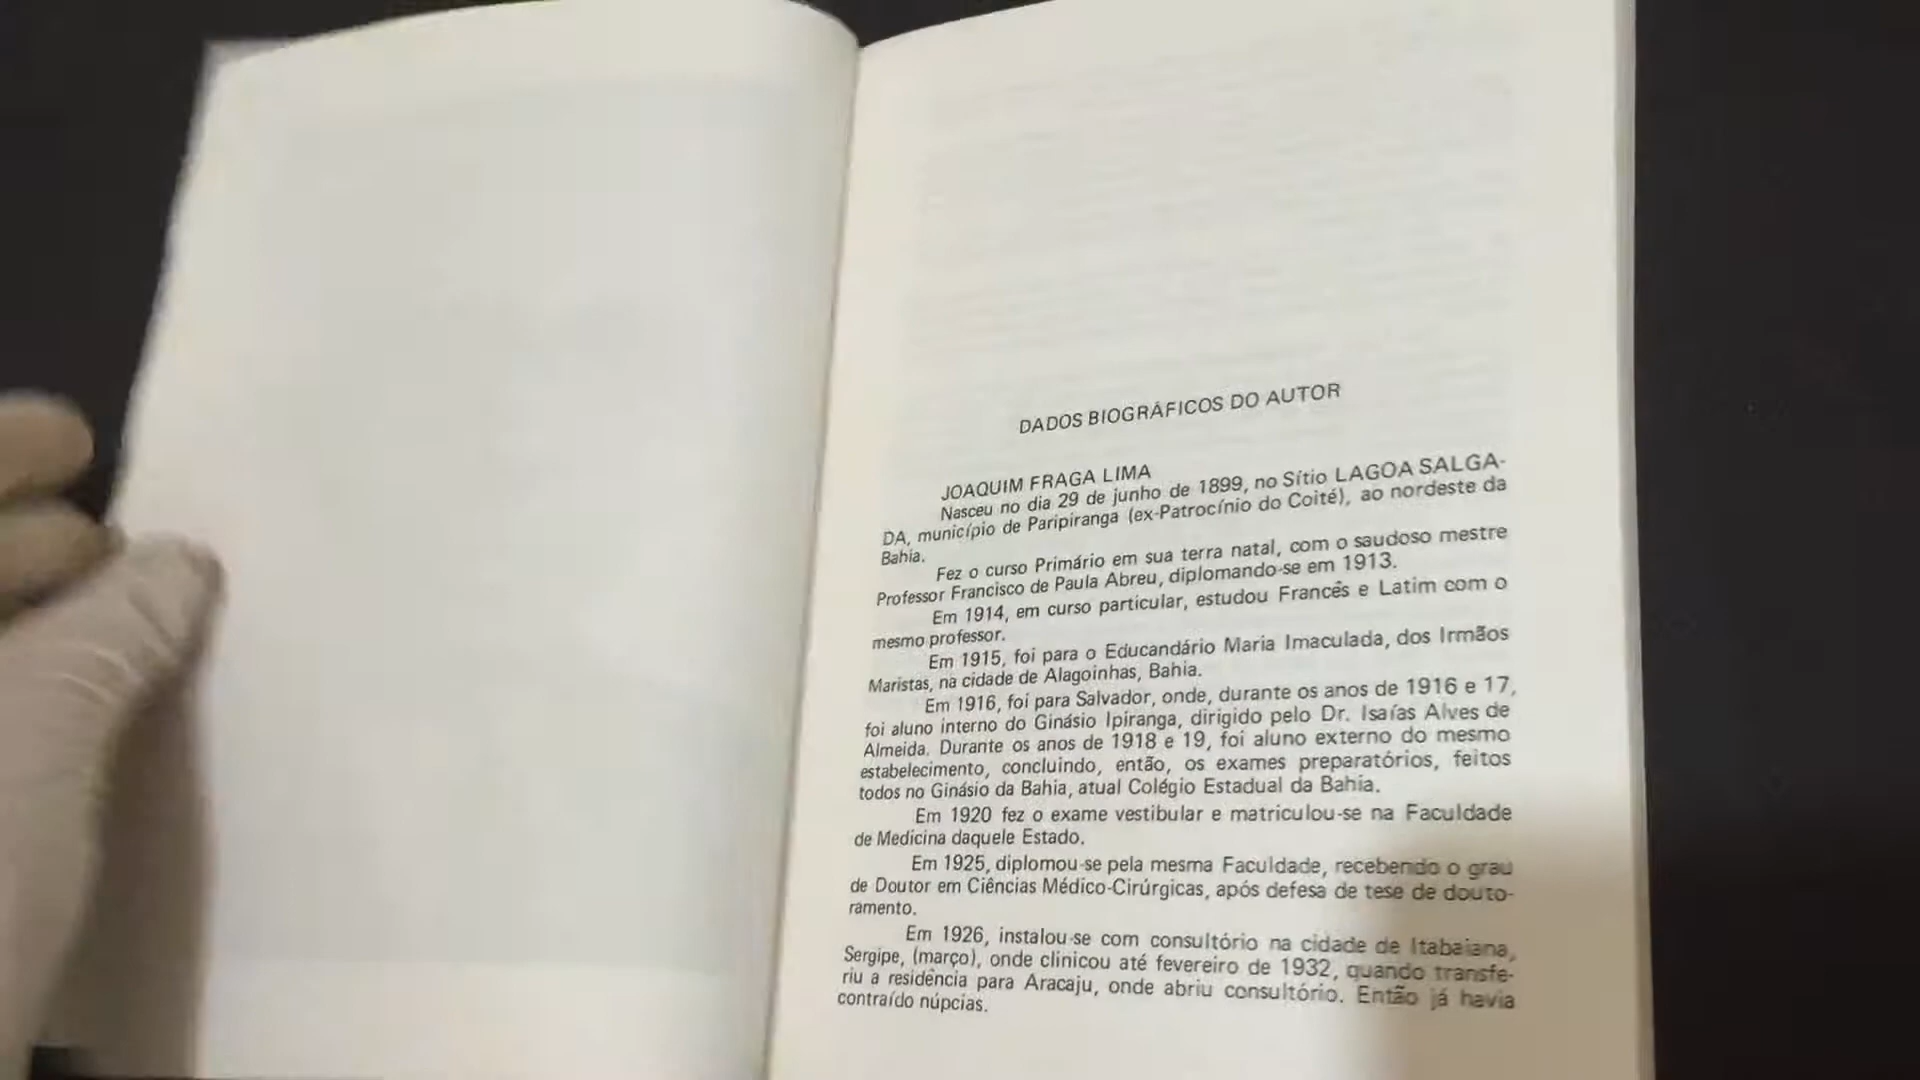 DADOS BIOGRÁFICOS DO AUTOR
JOAQUIM FRAGA LIMA
Nasceu no dia 29 de junho de 1899, no Sítio LAGOA SALGA-
DA, município de Paripiranga (ex-Patrocínio do Coité), ao nordeste da
Bahia.
Fez o curso Primário em sua terra natal, com o saudoso mestre
Professor Francisco de Paula Abreu, diplomando-se em 1913.
Em 1914, em curso particular, estudou Francês e Latim com o
mesmo professor.
Em 1915, foi para o Educandário Maria Imaculada, dos Irmãos
Maristas, na cidade de Alagoinhas, Bahia.
Em 1916, foi para Salvador, onde, durante os anos de 1916 e 17,
foi aluno interno do Ginásio Ipiranga, dirigido pelo Dr. Isaías Alves de
Almeida. Durante os anos de 1918 e 19, foi aluno externo do mesmo
estabelecimento, concluindo, então, os exames preparatórios, feitos
todos no Ginásio da Bahia, atual Colégio Estadual da Bahia.
Em 1920 fez o exame vestibular e matriculou-se na Faculdade
de Medicina daquele Estado.
Em 1925, diplomou-se pela mesma Faculdade, recebendo o grau
de Doutor em Ciências Médico-Cirúrgicas, após defesa de tese de douto-
ramento.
Em 1926, instalou-se com consultório na cidade de Itabaiana,
Sergipe, (março), onde clinicou até fevereiro de 1932, quando transfe-
riu a residência para Aracaju, onde abriu consultório. Então já havia
contraído núpcias.